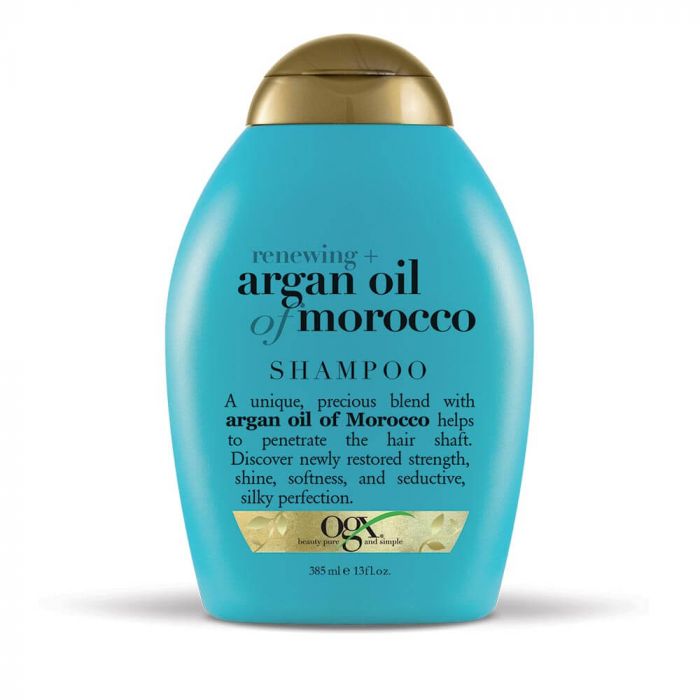 renewing +
argan oil
of morocco
SHAMPOO
A unique, precious blend with
argan oil of Morocco helps
to penetrate the hair shaft.
Discover newly restored strength,
shine, softness, and seductive,
silky perfection.
ogx®
beauty pure and simple
385 ml e 13fl.oz.